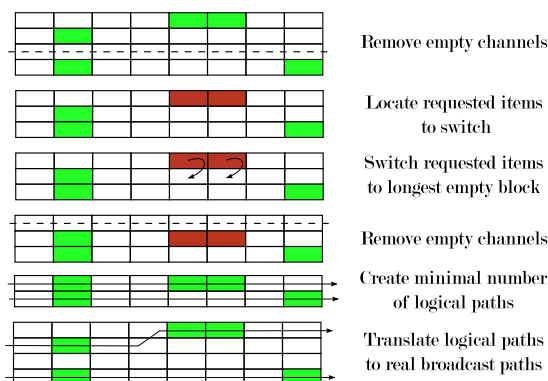 Remove empty channels
Locate requested items
to switch
Switch requested items
to longest empty block
Remove empty channels
Create minimal number
of logical paths
Translate logical paths
to real broadcast paths